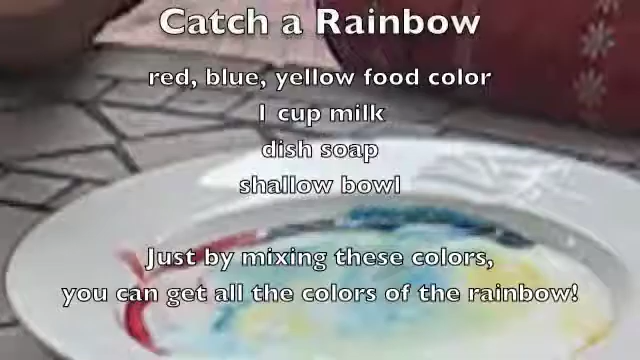 Catch a Rainbow
red, blue, yellow food color
1 cup milk
dish soap
shallow bowl
Just by mixing these colors,
you can get all the colors of the rainbow!